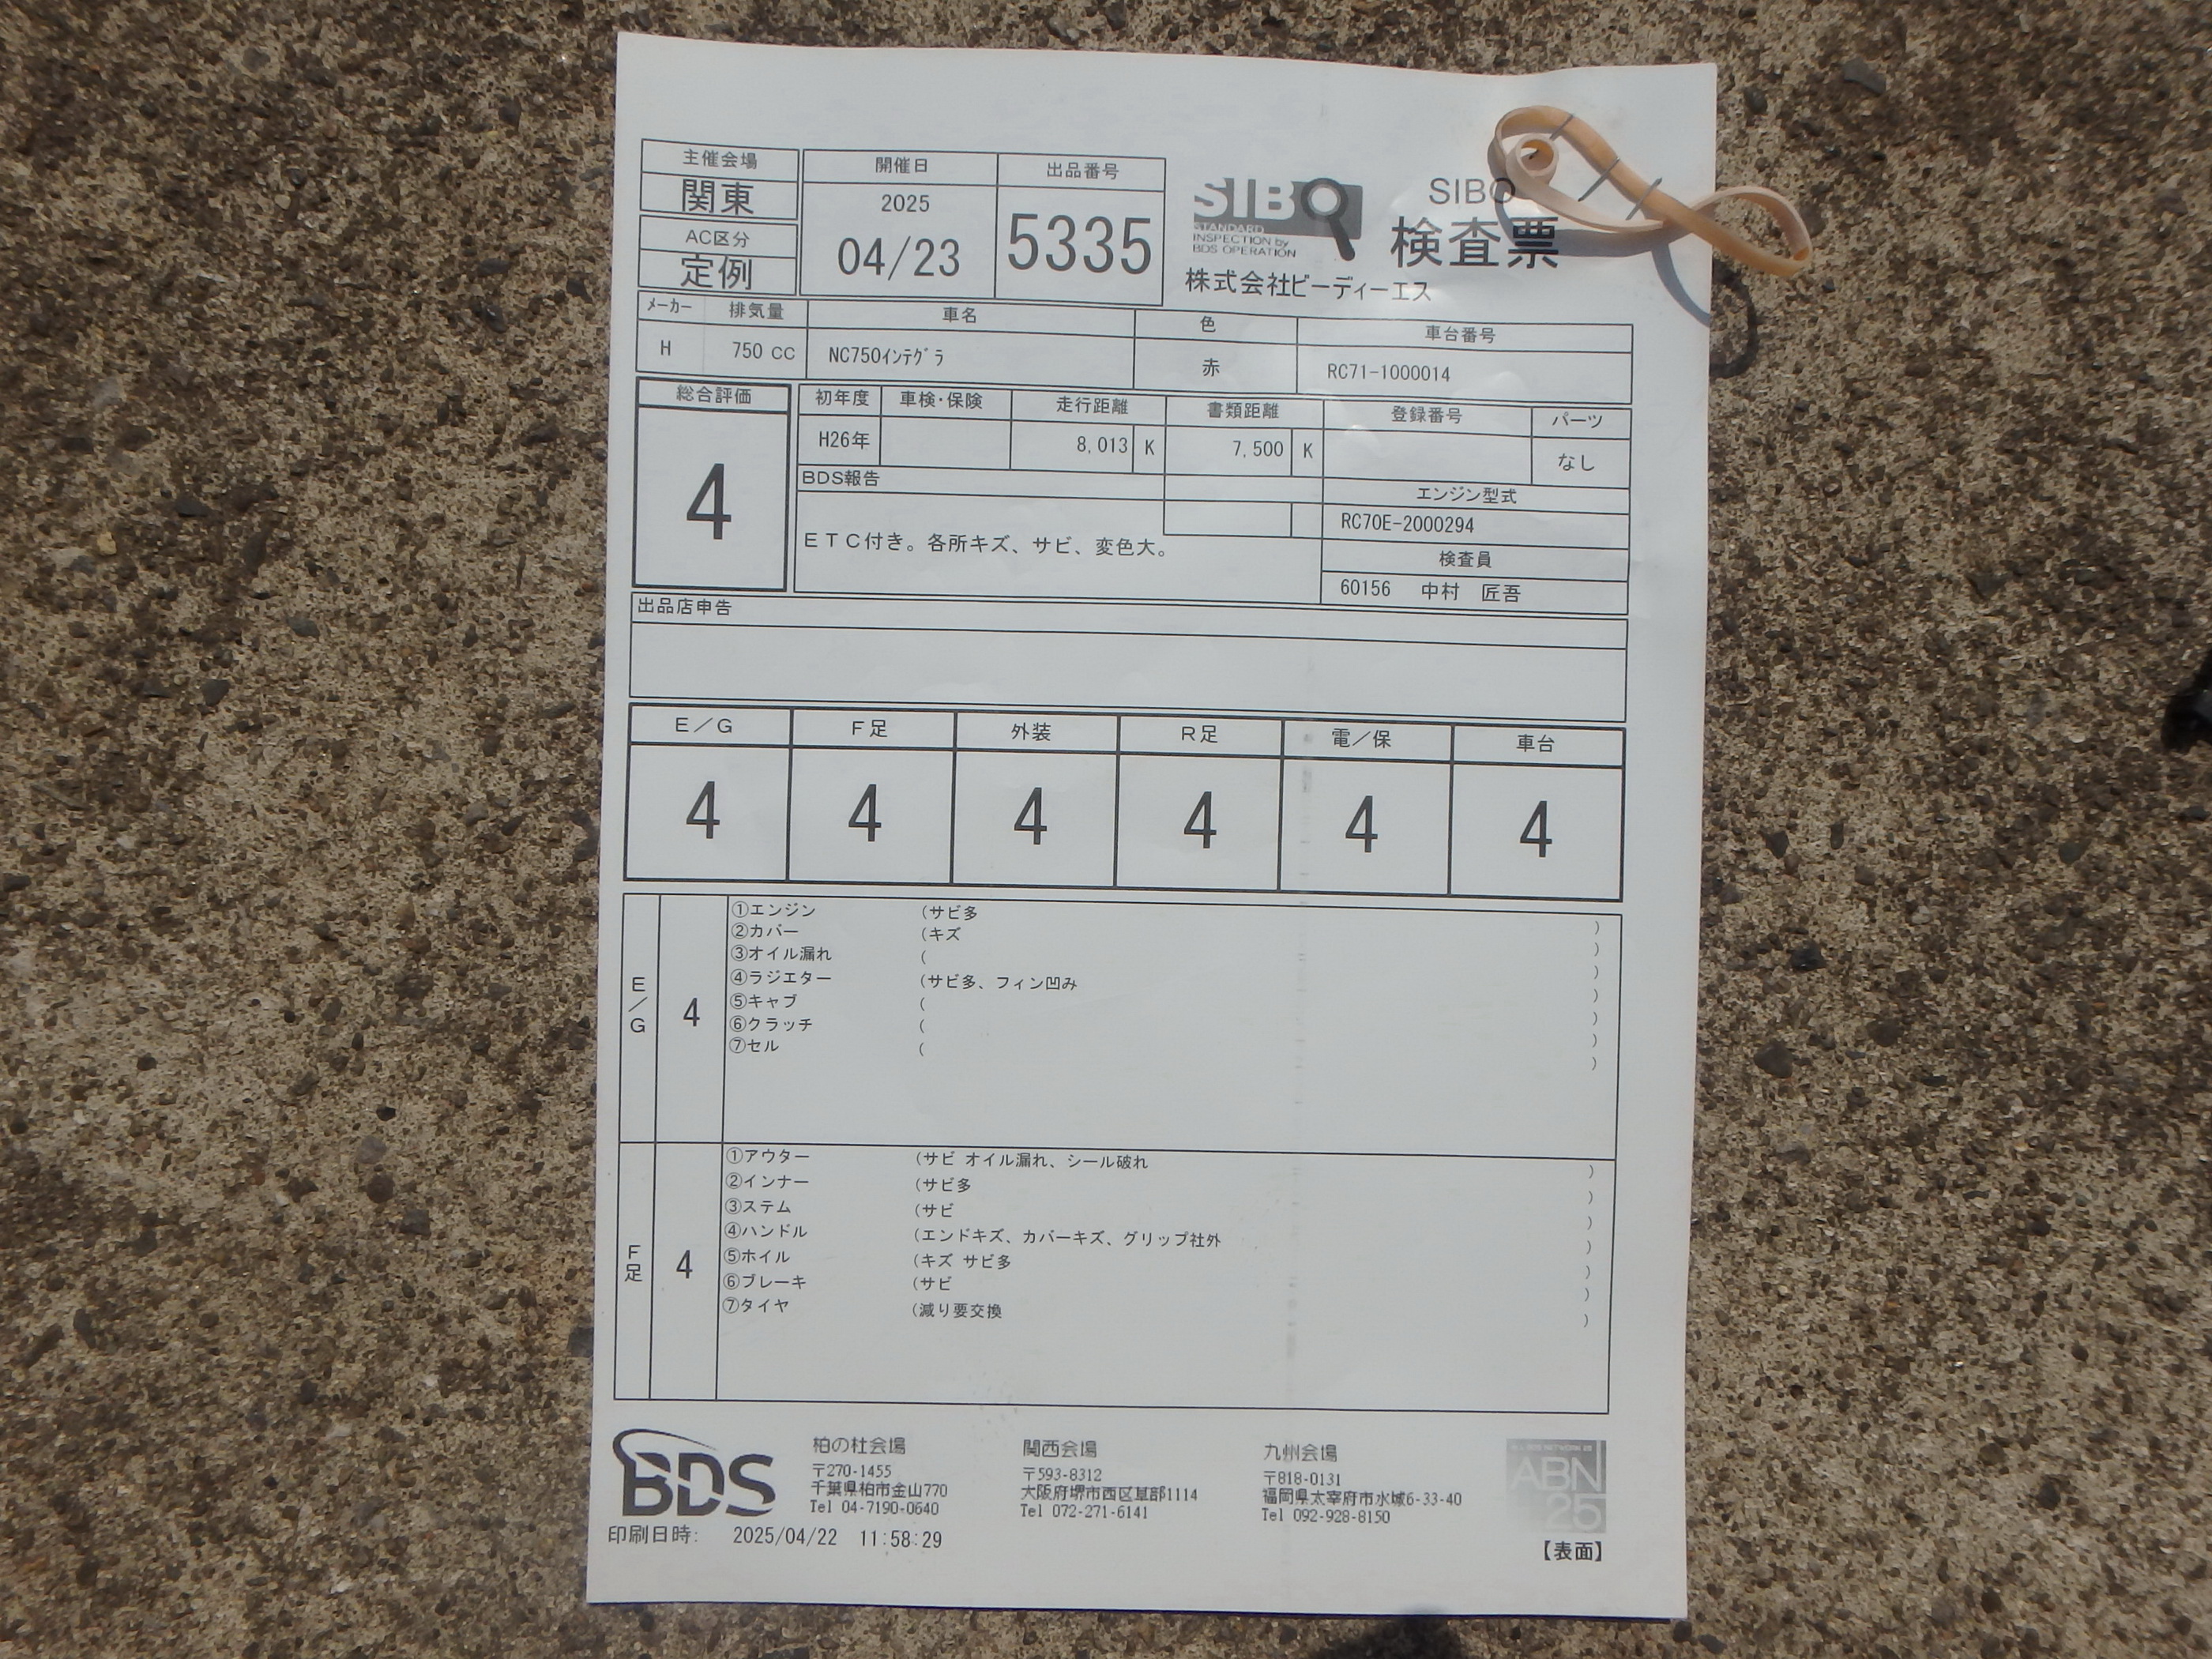 主催会場
関東
AC区分
定例
開催日
2025
04/23
出品番号
5335
SIBO
STANDARD
INSPECTION by
BDS OPERATION
SIBO
検査票
株式会社ビーディーエス
メーカー 排気量 車名 色 車台番号
H 750 CC NC750インテグラ 赤 RC71-1000014
総合評価
4
初年度 車検・保険 走行距離 書類距離 登録番号 パーツ
H26年 8,013 K 7,500 K なし
BDS報告
ETC付き。各所キズ、サビ、変色大。
エンジン型式
RC70E-2000294
検査員
60156 中村 匠吾
出品店申告
E/G F足 外装 R足 電/保 車台
4 4 4 4 4 4
E/G
4
①エンジン (サビ多 )
②カバー (キズ )
③オイル漏れ ( )
④ラジエター (サビ多、フィン凹み )
⑤キャブ ( )
⑥クラッチ ( )
⑦セル ( )
F足
4
①アウター (サビ オイル漏れ、シール破れ )
②インナー (サビ多 )
③ステム (サビ )
④ハンドル (エンドキズ、カバーキズ、グリップ社外 )
⑤ホイル (キズ サビ多 )
⑥ブレーキ (サビ )
⑦タイヤ (減り要交換 )
BDS
柏の杜会場
〒270-1455
千葉県柏市金山770
Tel 04-7190-0640
関西会場
〒593-8312
大阪府堺市西区草部1114
Tel 072-271-6141
九州会場
〒818-0131
福岡県太宰府市水城6-33-40
Tel 092-928-8150
ABN
25
印刷日時: 2025/04/22 11:58:29
【表面】